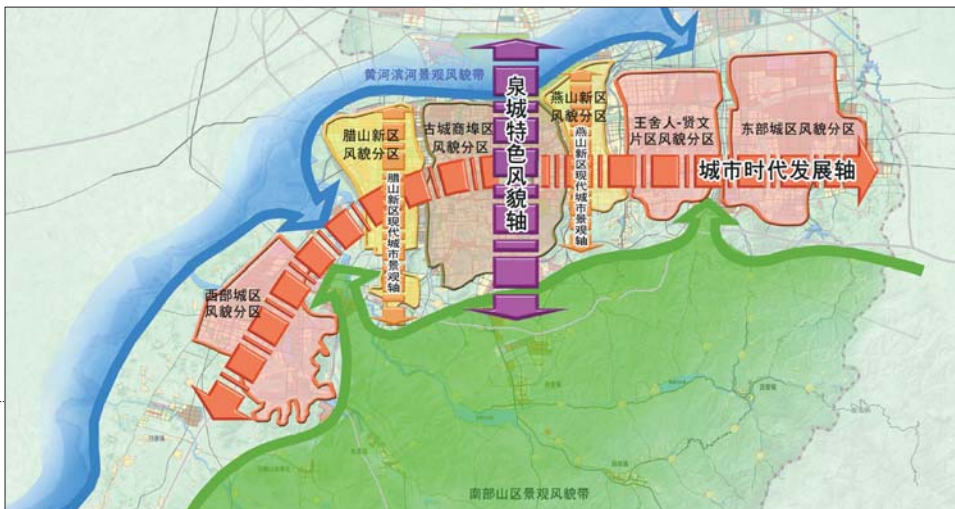 黄河滨河景观风貌带
泉城特色风貌轴
燕山新区
风貌分区
燕山新区现代城市景观轴
王舍人-贤文
片区风貌分区
东部城区风貌分区
腊山新区
风貌分区
腊山新区现代城市景观轴
古城商埠区
风貌分区
城市时代发展轴
西部城区
风貌分区
南部山区景观风貌带